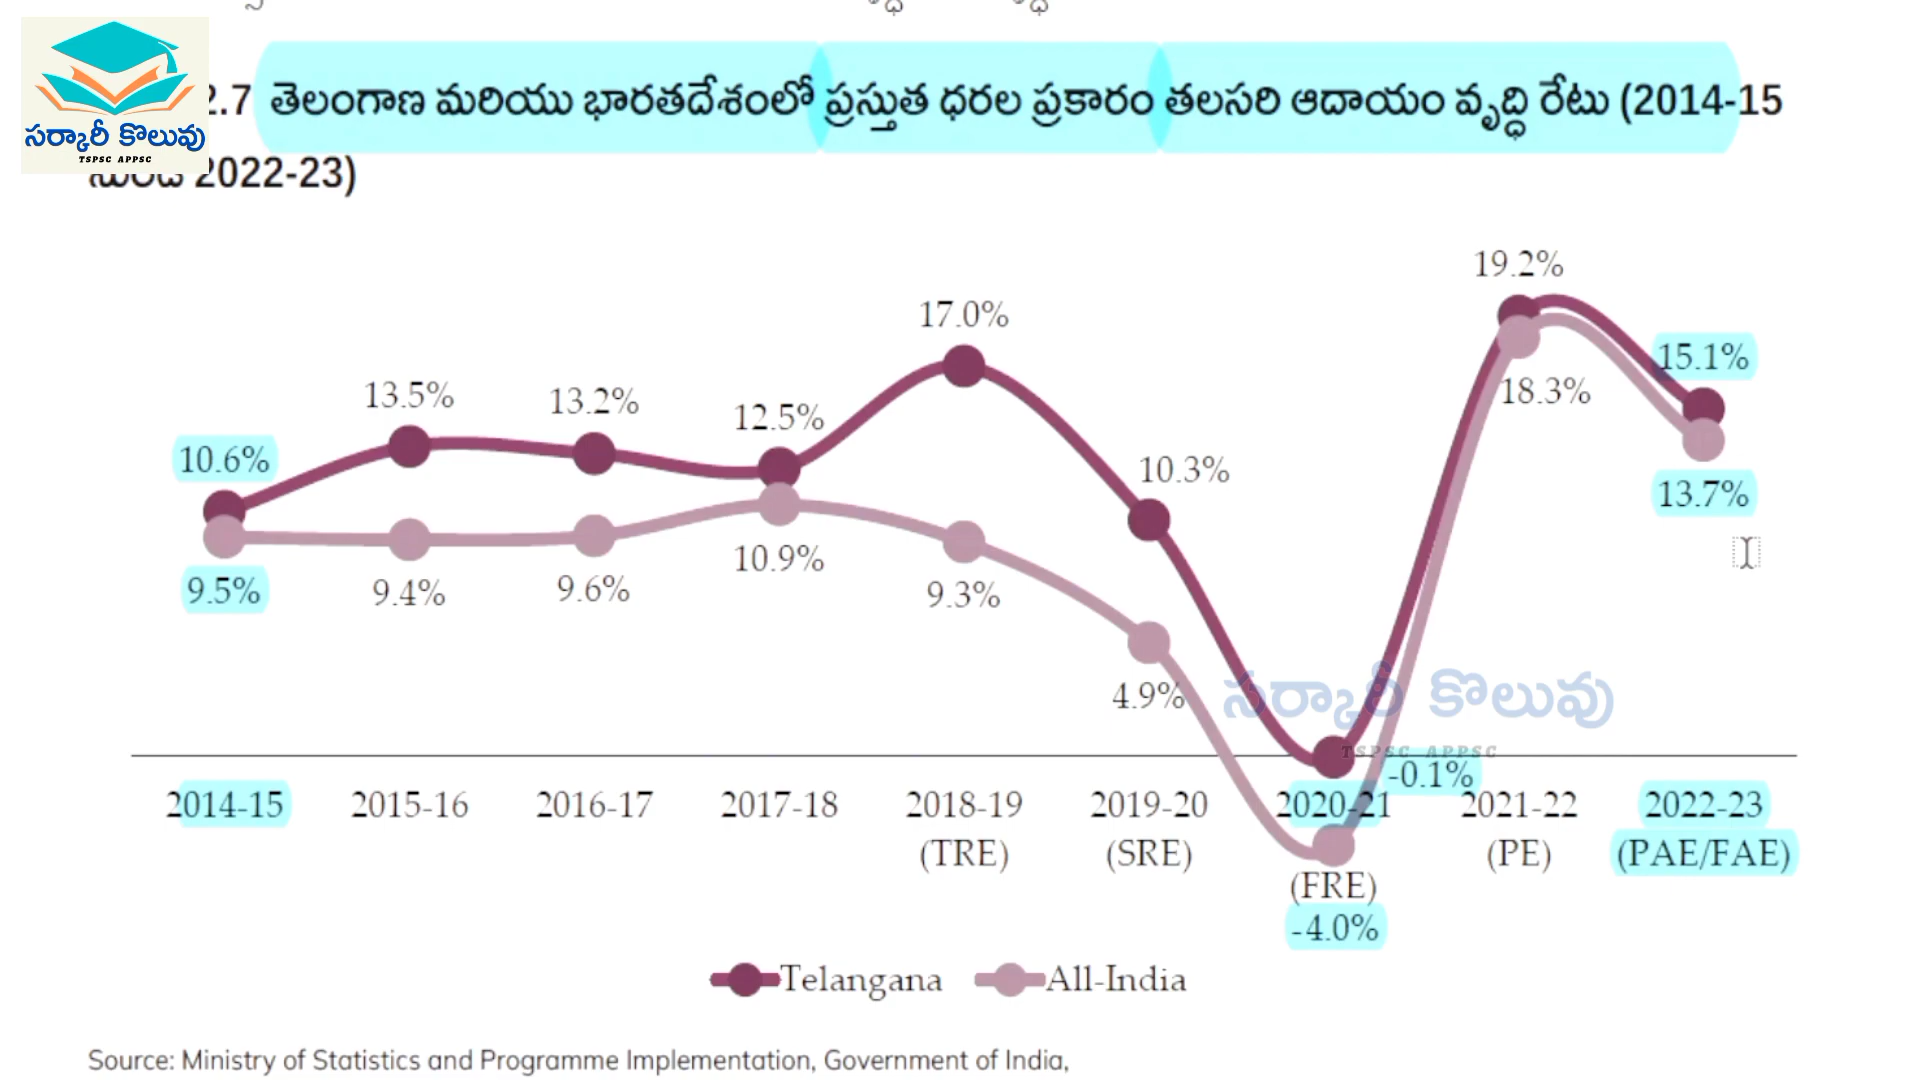 సర్కారీ కొలువు
TSPSC APPSC
2.7 తెలంగాణ మరియు భారతదేశంలో ప్రస్తుత ధరల ప్రకారం తలసరి ఆదాయం వృద్ధి రేటు (2014-15
నుండి 2022-23)
19.2%
17.0%
15.1%
13.5%
13.2%
12.5%
18.3%
10.6%
10.3%
13.7%
10.9%
9.5%
9.4%
9.6%
9.3%
4.9%
సర్కారీ కొలువు
TSPSC APPSC
-0.1%
2014-15 2015-16 2016-17 2017-18 2018-19 2019-20 2020-21 2021-22 2022-23
(TRE) (SRE) (PE) (PAE/FAE)
(FRE)
-4.0%
Telangana All-India
Source: Ministry of Statistics and Programme Implementation, Government of India,